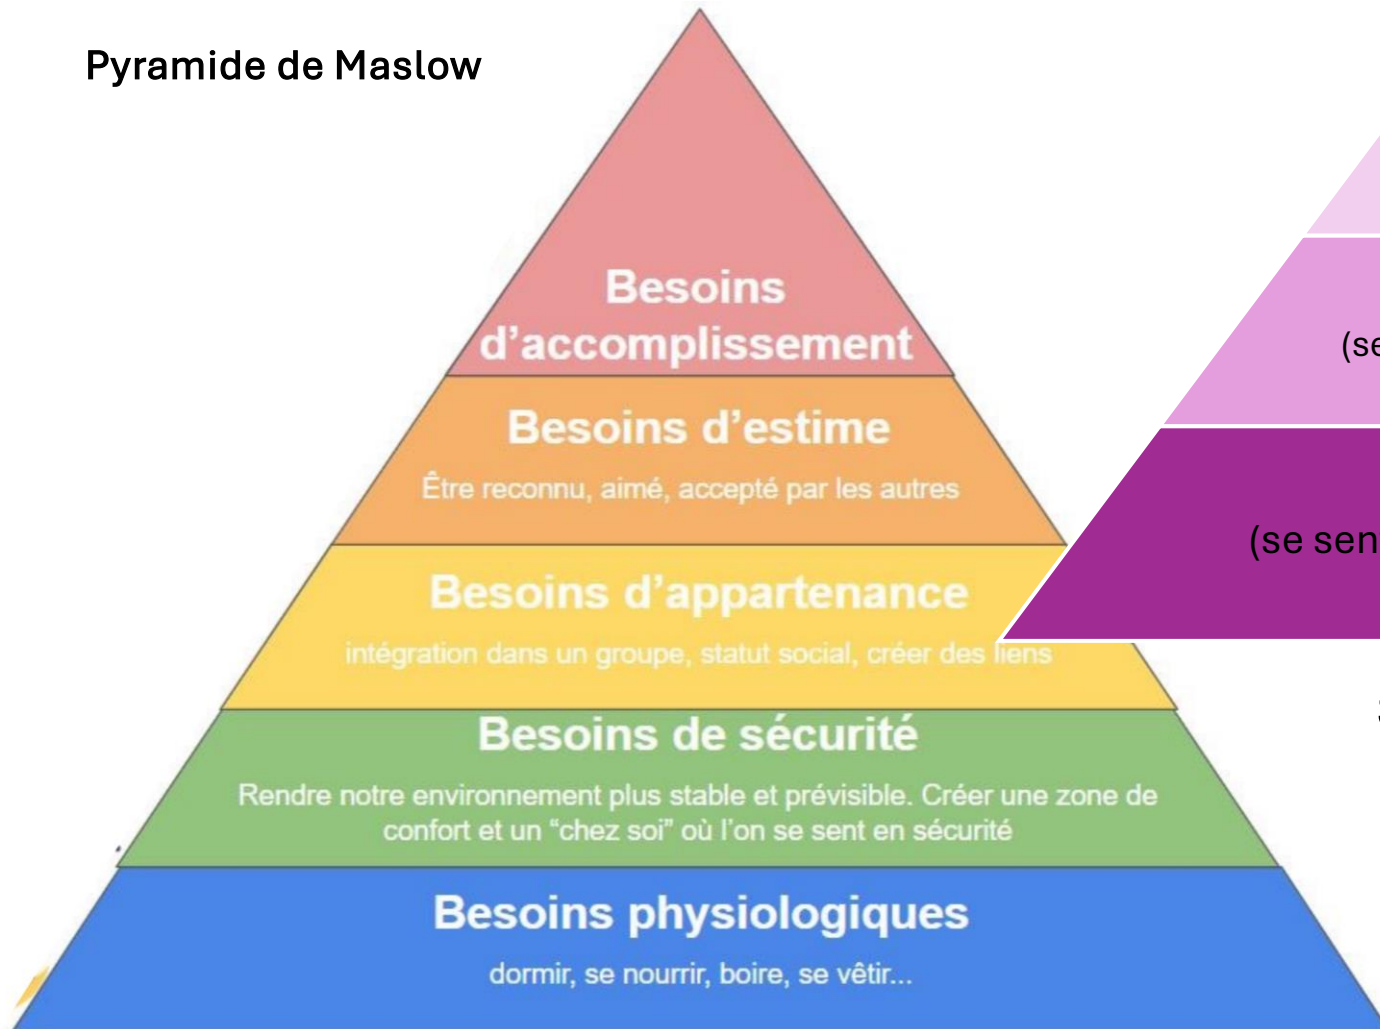 Pyramide de Maslow
Besoins
d’accomplissement
Besoins d’estime
Être reconnu, aimé, accepté par les autres
(se
Besoins d’appartenance
intégration dans un groupe, statut social, créer des liens
(se sen
Besoins de sécurité
Rendre notre environnement plus stable et prévisible. Créer une zone de
confort et un “chez soi” où l’on se sent en sécurité
Besoins physiologiques
dormir, se nourrir, boire, se vêtir...